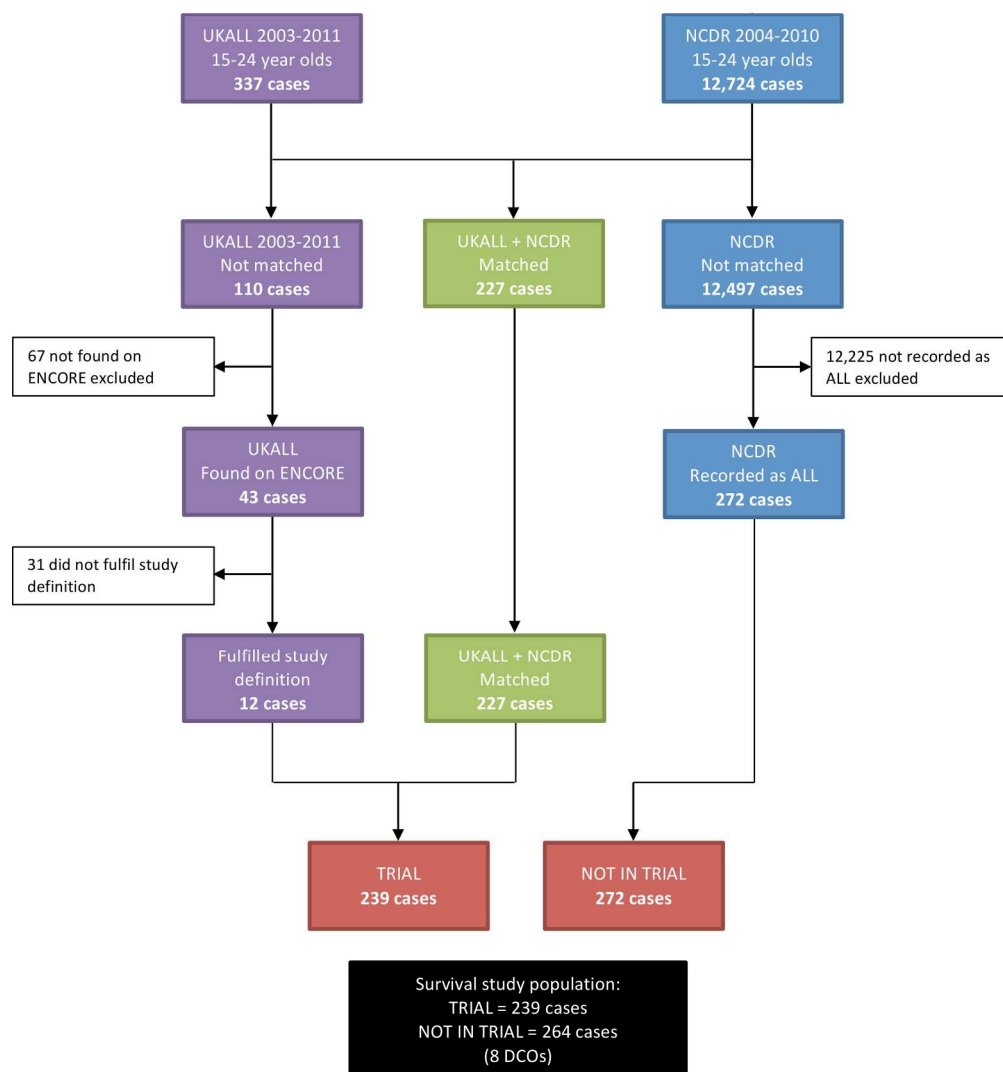 UKALL 2003-2011
15-24 year olds
337 cases
NCDR 2004-2010
15-24 year olds
12,724 cases
UKALL 2003-2011
Not matched
110 cases
UKALL + NCDR
Matched
227 cases
NCDR
Not matched
12,497 cases
67 not found on
ENCORE excluded
12,225 not recorded as
ALL excluded
UKALL
Found on ENCORE
43 cases
NCDR
Recorded as ALL
272 cases
31 did not fulfil study
definition
Fulfilled study
definition
12 cases
UKALL + NCDR
Matched
227 cases
TRIAL
239 cases
NOT IN TRIAL
272 cases
Survival study population:
TRIAL = 239 cases
NOT IN TRIAL = 264 cases
(8 DCOs)